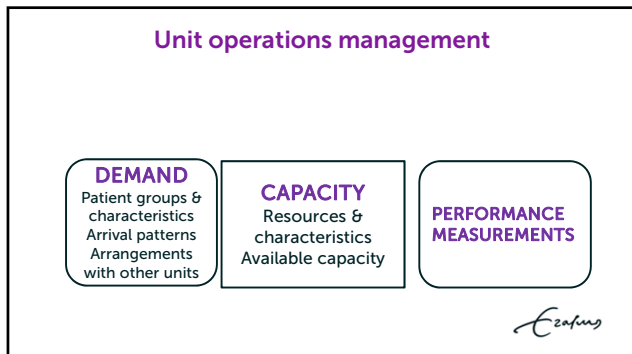 Unit operations management
DEMAND
Patient groups &
characteristics
Arrival patterns
Arrangements
with other units
CAPACITY
Resources &
characteristics
Available capacity
PERFORMANCE
MEASUREMENTS
Erasmus